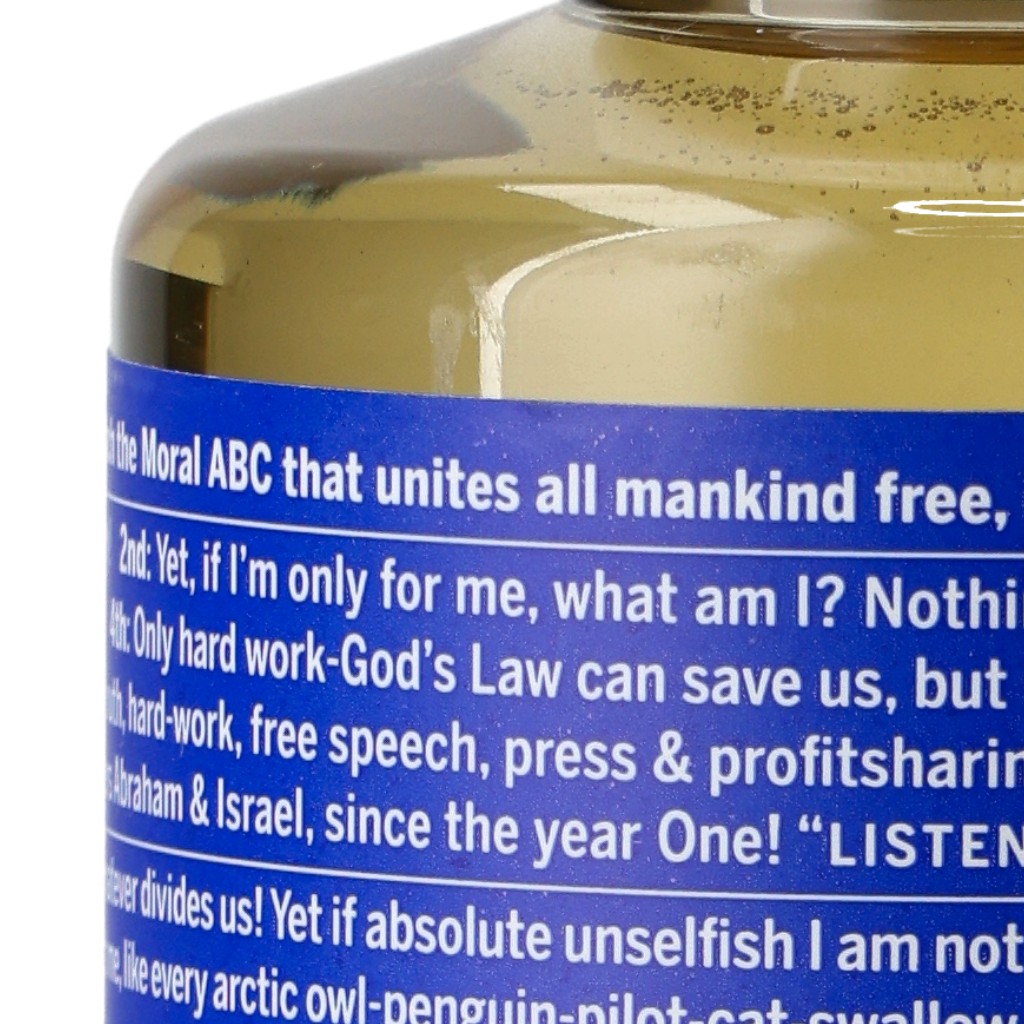 the Moral ABC that unites all mankind free,
2nd: Yet, if I'm only for me, what am I? Nothi
4th: Only hard work-God's Law can save us, but
hard-work, free speech, press & profitsharin
Abraham & Israel, since the year One! “LISTEN
divides us! Yet if absolute unselfish I am not
like every arctic owl-penguin-pilot-cat-swallow